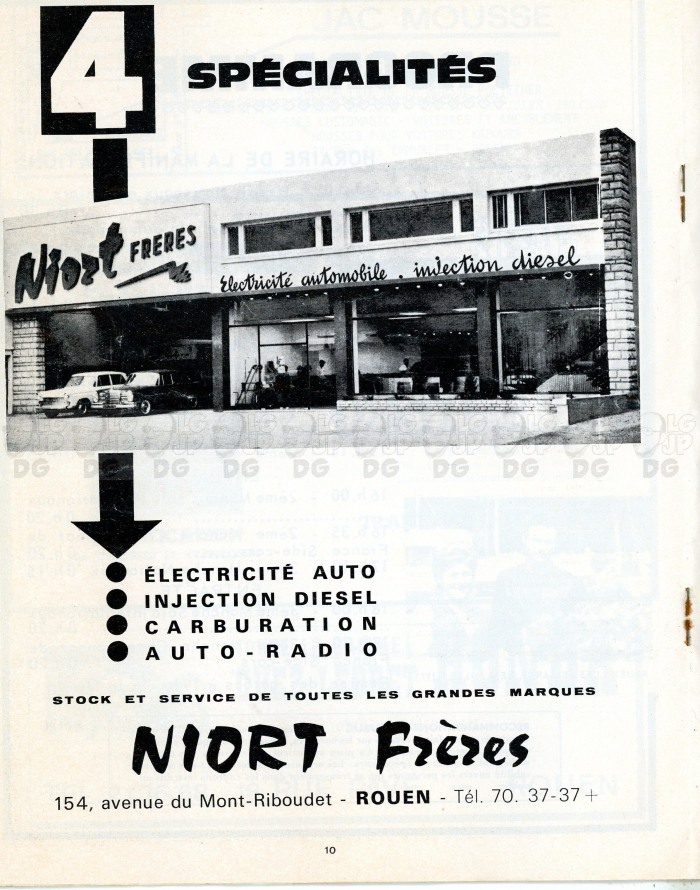 4 SPÉCIALITÉS
Niort FRERES
Electricité automobile . injection diesel
ÉLECTRICITÉ AUTO
INJECTION DIESEL
CARBURATION
AUTO-RADIO
STOCK ET SERVICE DE TOUTES LES GRANDES MARQUES
NIORT Frères
154, avenue du Mont-Riboudet - ROUEN - Tél. 70. 37-37+
10